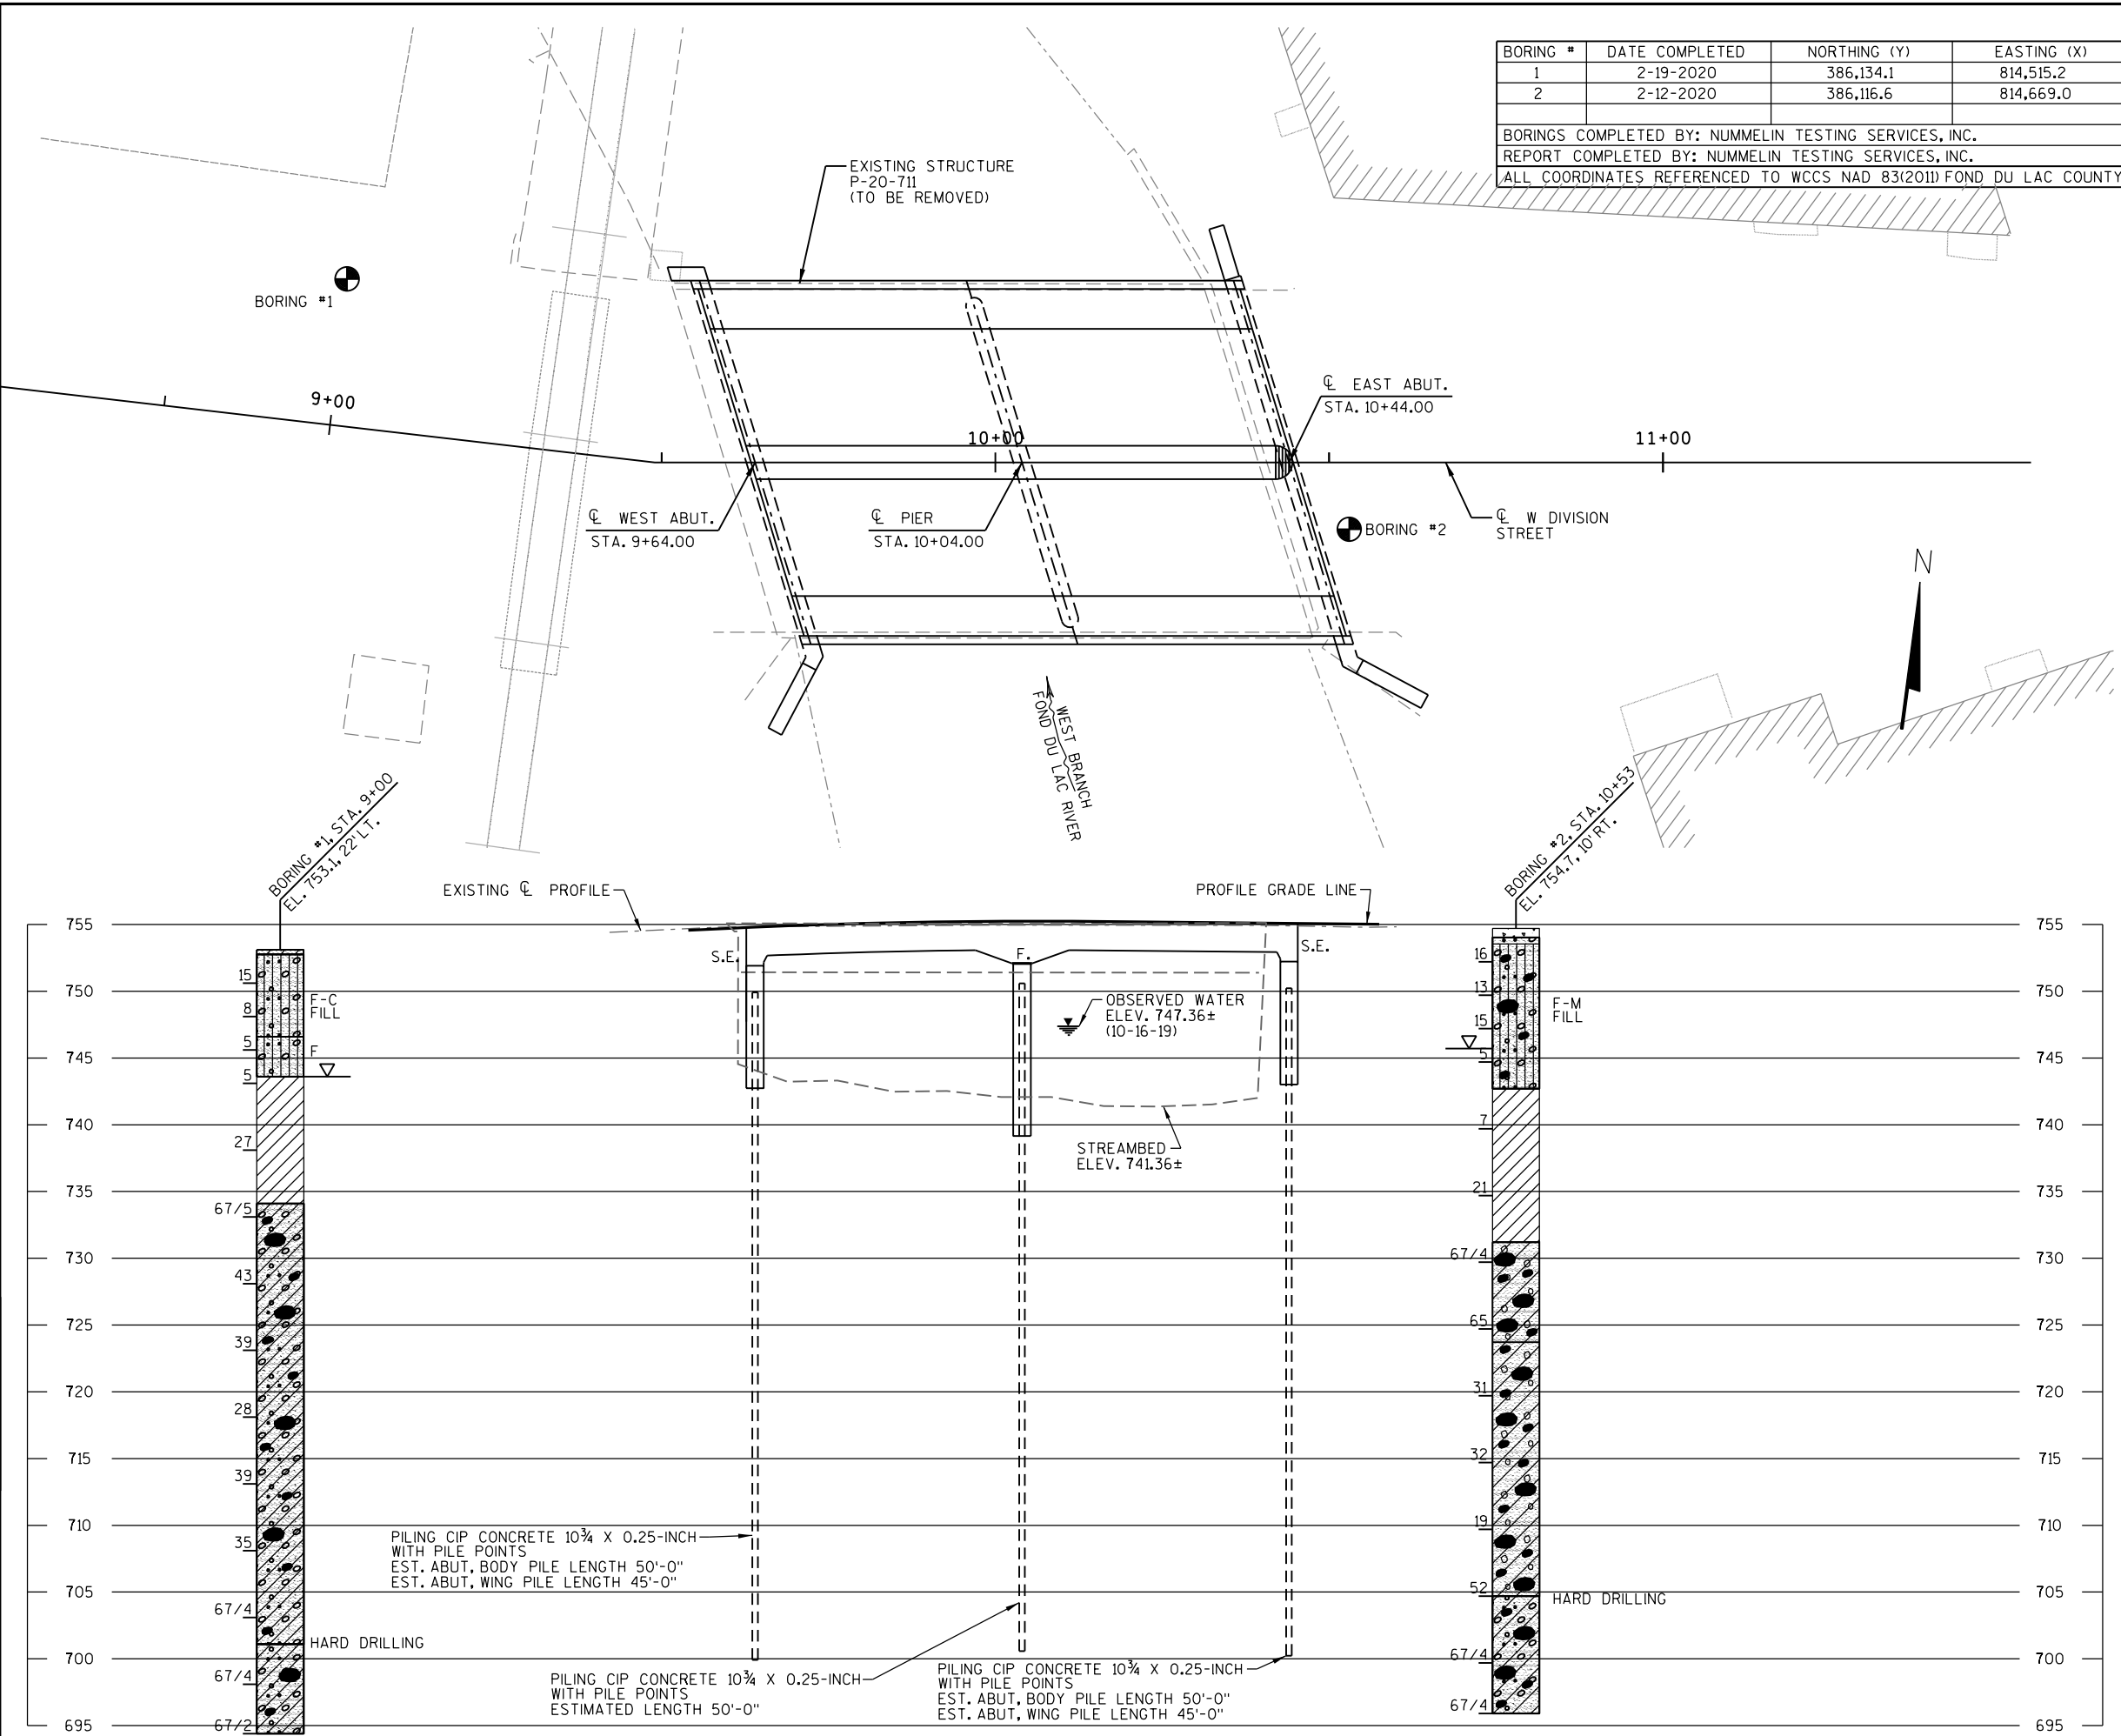 BORING # DATE COMPLETED NORTHING (Y) EASTING (X)
1 2-19-2020 386,134.1 814,515.2
2 2-12-2020 386,116.6 814,669.0
BORINGS COMPLETED BY: NUMMELIN TESTING SERVICES, INC.
REPORT COMPLETED BY: NUMMELIN TESTING SERVICES, INC.
ALL COORDINATES REFERENCED TO WCCS NAD 83(2011) FOND DU LAC COUNTY
EXISTING STRUCTURE
P-20-711
(TO BE REMOVED)
BORING #1
9+00
10+00
11+00
℄ EAST ABUT.
STA. 10+44.00
℄ WEST ABUT.
STA. 9+64.00
℄ PIER
STA. 10+04.00
BORING #2
℄ W DIVISION
STREET
N
WEST BRANCH
FOND DU LAC RIVER
BORING #1, STA. 9+00
EL. 753.1, 22' LT.
BORING #2, STA. 10+53
EL. 754.7, 10' RT.
EXISTING ℄ PROFILE
PROFILE GRADE LINE
755 755
S.E. F. S.E.
15 16
750 750
F-C
FILL
8 13
OBSERVED WATER
ELEV. 747.36±
(10-16-19)
F-M
FILL
5 15
F
745 745
5 5
740 740
7
27
STREAMBED
ELEV. 741.36±
735 735
21
67/5
730 730
67/4
43
725 725
65
39
720 720
31
28
715 715
32
39
710 710
19
35
PILING CIP CONCRETE 10¾ X 0.25-INCH
WITH PILE POINTS
EST. ABUT, BODY PILE LENGTH 50'-0"
EST. ABUT, WING PILE LENGTH 45'-0"
705 705
52
HARD DRILLING
67/4
HARD DRILLING
700 700
67/4
67/4
PILING CIP CONCRETE 10¾ X 0.25-INCH
WITH PILE POINTS
ESTIMATED LENGTH 50'-0"
PILING CIP CONCRETE 10¾ X 0.25-INCH
WITH PILE POINTS
EST. ABUT, BODY PILE LENGTH 50'-0"
EST. ABUT, WING PILE LENGTH 45'-0"
67/4
67/2
695 695